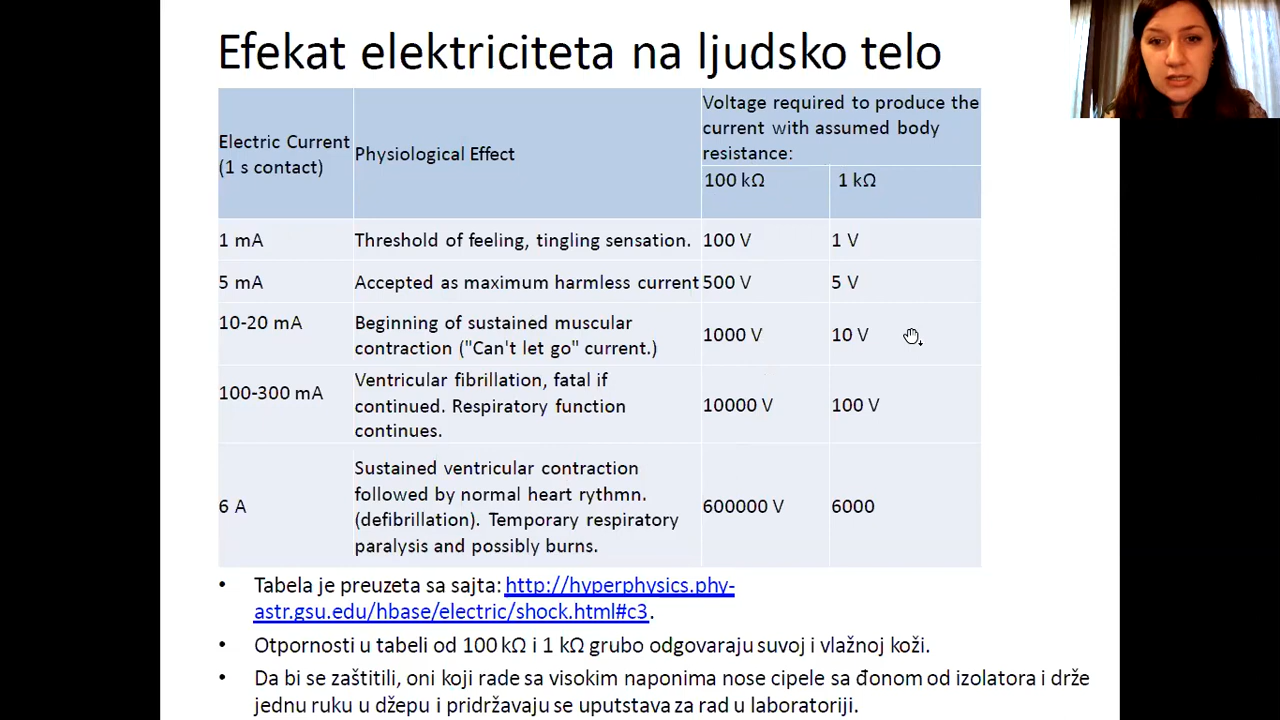 Efekat elektriciteta na ljudsko telo
Electric Current
(1 s contact)
Physiological Effect
Voltage required to produce the
current with assumed body
resistance:
100 kΩ
1 kΩ
1 mA
Threshold of feeling, tingling sensation.
100 V
1 V
5 mA
Accepted as maximum harmless current
500 V
5 V
10-20 mA
Beginning of sustained muscular
contraction ("Can't let go" current.)
1000 V
10 V
100-300 mA
Ventricular fibrillation, fatal if
continued. Respiratory function
continues.
10000 V
100 V
6 A
Sustained ventricular contraction
followed by normal heart rythmn.
(defibrillation). Temporary respiratory
paralysis and possibly burns.
600000 V
6000
• Tabela je preuzeta sa sajta: http://hyperphysics.phy-
astr.gsu.edu/hbase/electric/shock.html#c3.
• Otpornosti u tabeli od 100 kΩ i 1 kΩ grubo odgovaraju suvoj i vlažnoj koži.
• Da bi se zaštitili, oni koji rade sa visokim naponima nose cipele sa đonom od izolatora i drže
jednu ruku u džepu i pridržavaju se uputstava za rad u laboratoriji.